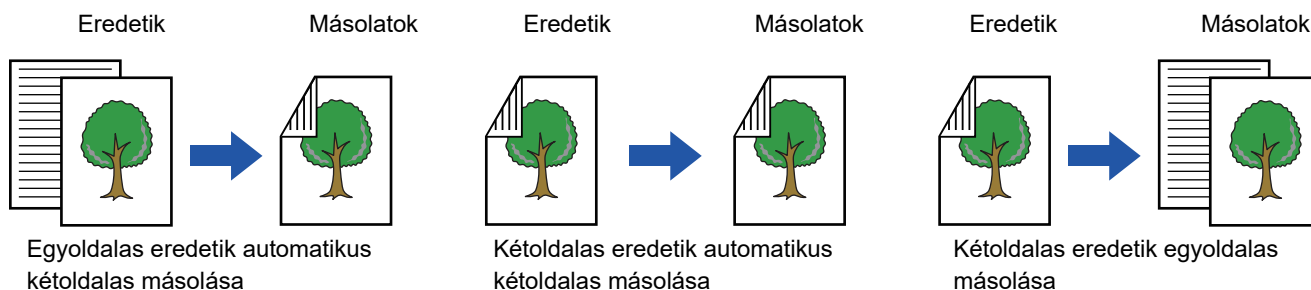 Eredetik Másolatok Eredetik Másolatok Eredetik Másolatok
Egyoldalas eredetik automatikus
kétoldalas másolása
Kétoldalas eredetik automatikus
kétoldalas másolása
Kétoldalas eredetik egyoldalas
másolása